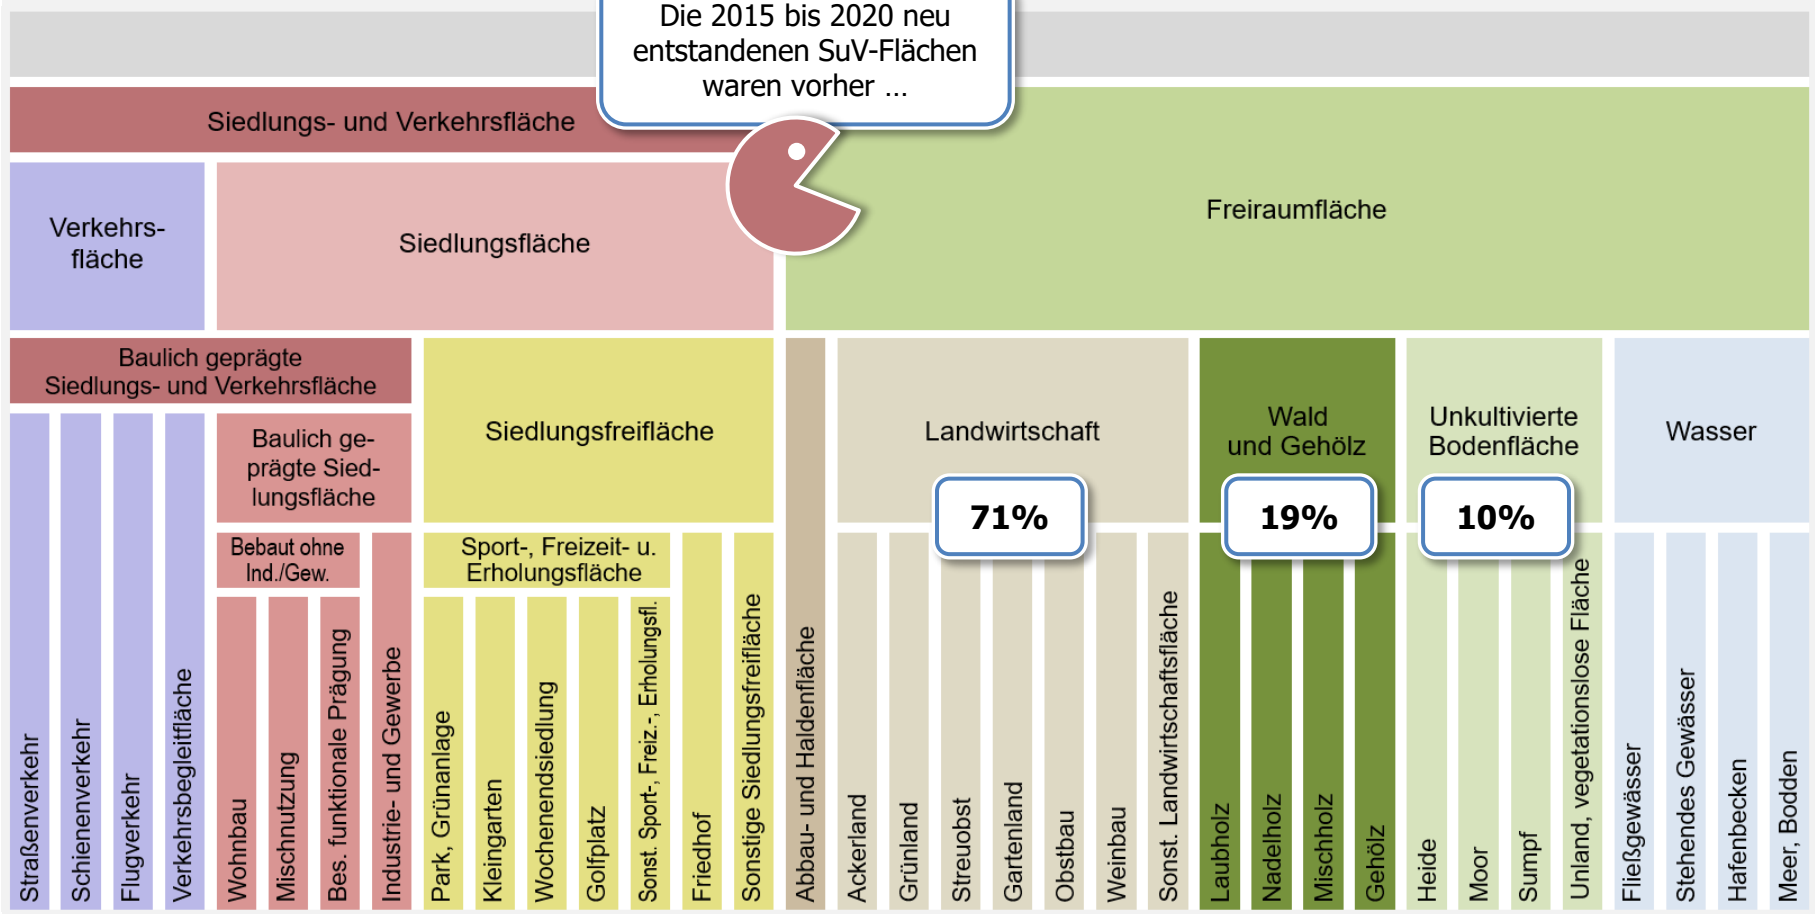 Die 2015 bis 2020 neu
entstandenen SuV-Flächen
waren vorher ...
Siedlungs- und Verkehrsfläche
Verkehrs-
fläche
Siedlungsfläche
Freiraumfläche
Baulich geprägte
Siedlungs- und Verkehrsfläche
Baulich ge-
prägte Sied-
lungsfläche
Siedlungsfreifläche
Landwirtschaft
Wald
und Gehölz
Unkultivierte
Bodenfläche
Wasser
71%
19%
10%
Bebaut ohne
Ind./Gew.
Sport-, Freizeit- u.
Erholungsfläche
Straßenverkehr
Schienenverkehr
Flugverkehr
Verkehrsbegleitfläche
Wohnbau
Mischnutzung
Bes. funktionale Prägung
Industrie- und Gewerbe
Park, Grünanlage
Kleingarten
Wochenendsiedlung
Golfplatz
Sonst. Sport-, Freiz.-, Erholungsfl.
Friedhof
Sonstige Siedlungsfreifläche
Abbau- und Haldenfläche
Ackerland
Grünland
Streuobst
Gartenland
Obstbau
Weinbau
Sonst. Landwirtschaftsfläche
Laubholz
Nadelholz
Mischholz
Gehölz
Heide
Moor
Sumpf
Unland, vegetationslose Fläche
Fließgewässer
Stehendes Gewässer
Hafenbecken
Meer, Bodden